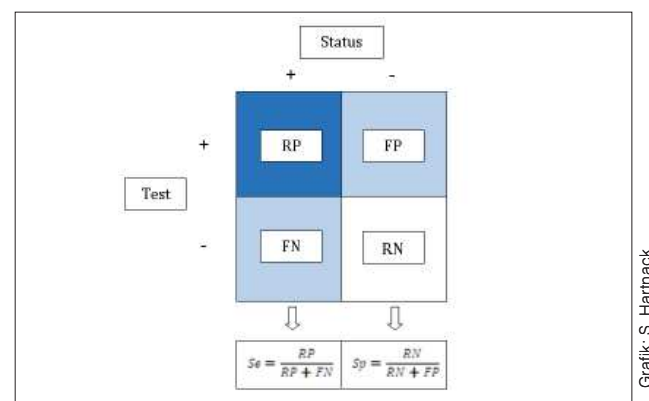 Status
+ -
+ RP FP
Test
- FN RN
Se = RP / RP + FN Sp = RN / RN + FP
Grafik: S. Hartnack